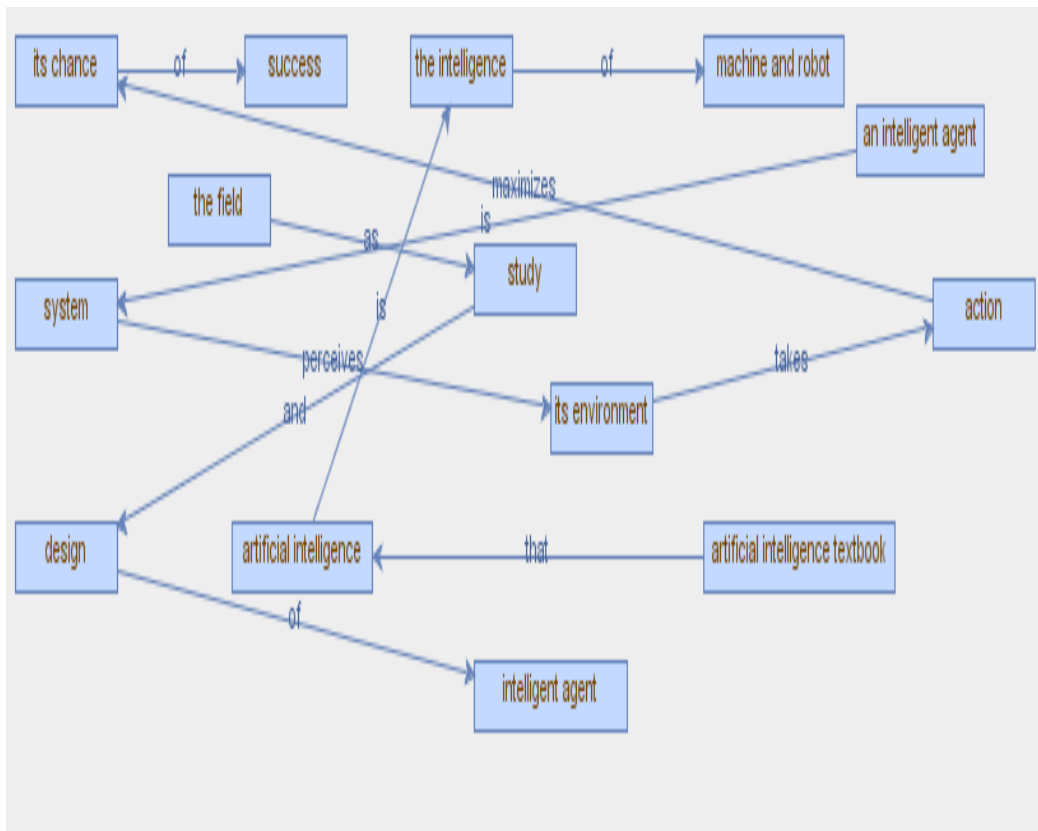 its chance
of
success
the intelligence
of
machine and robot
an intelligent agent
maximizes
the field
is
as
study
system
is
action
perceives
takes
and
its environment
design
artificial intelligence
that
artificial intelligence textbook
of
intelligent agent